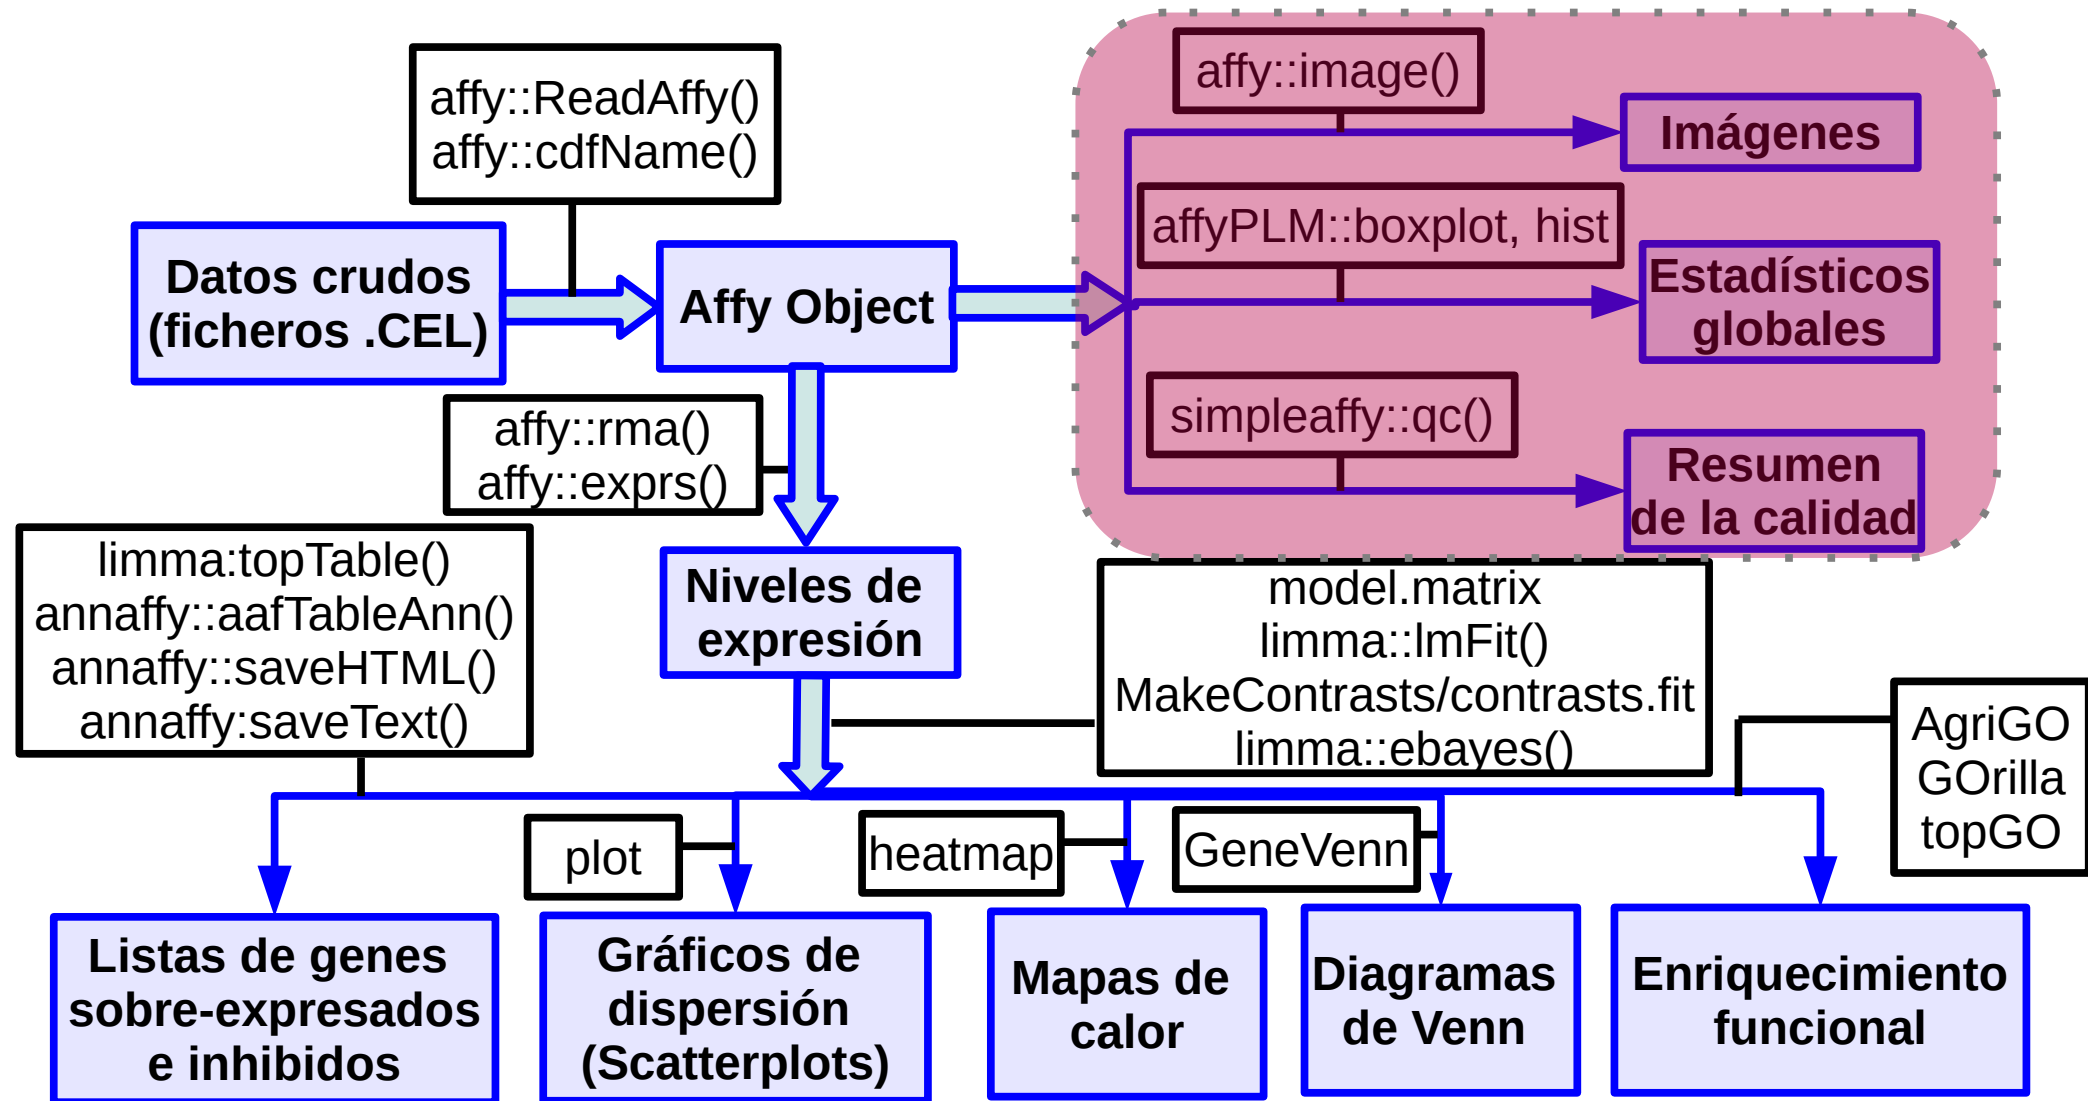 affy::ReadAffy()
affy::cdfName()
affy::image()
Imágenes
affyPLM::boxplot, hist
Datos crudos
(ficheros .CEL)
Affy Object
Estadísticos
globales
affy::rma()
affy::exprs()
simpleaffy::qc()
Resumen
de la calidad
limma:topTable()
annaffy::aafTableAnn()
annaffy::saveHTML()
annaffy:saveText()
Niveles de
expresión
model.matrix
limma::lmFit()
MakeContrasts/contrasts.fit
limma::ebayes()
AgriGO
GOrilla
topGO
plot
heatmap
GeneVenn
Listas de genes
sobre-expresados
e inhibidos
Gráficos de
dispersión
(Scatterplots)
Mapas de
calor
Diagramas
de Venn
Enriquecimiento
funcional